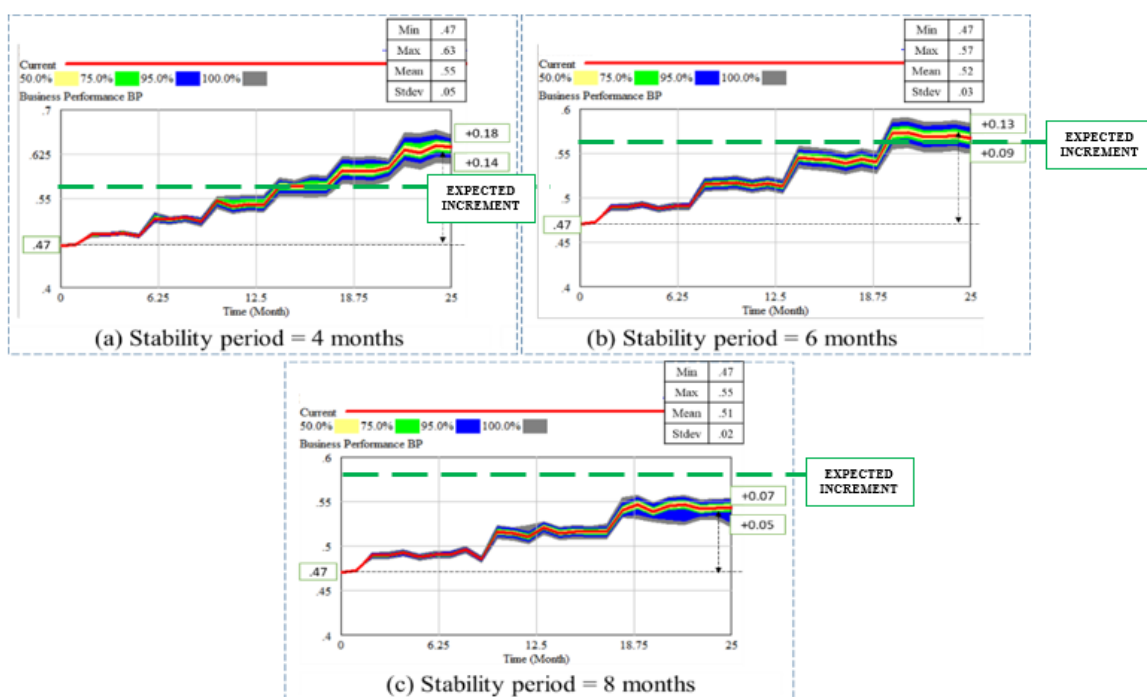 Min .47
Max .63
Mean .55
Stdev .05
Current
50.0% 75.0% 95.0% 100.0%
Business Performance BP
.7
.625
.55
.47
.4
+0.18
+0.14
EXPECTED
INCREMENT
0 6.25 12.5 18.75 25
Time (Month)
(a) Stability period = 4 months
Min .47
Max .57
Mean .52
Stdev .03
Current
50.0% 75.0% 95.0% 100.0%
Business Performance BP
.6
.55
.5
.47
.45
.4
+0.13
+0.09
EXPECTED
INCREMENT
0 6.25 12.5 18.75 25
Time (Month)
(b) Stability period = 6 months
Min .47
Max .55
Mean .51
Stdev .02
Current
50.0% 75.0% 95.0% 100.0%
Business Performance BP
.6
.55
.5
.47
.45
.4
+0.07
+0.05
EXPECTED
INCREMENT
0 6.25 12.5 18.75 25
Time (Month)
(c) Stability period = 8 months